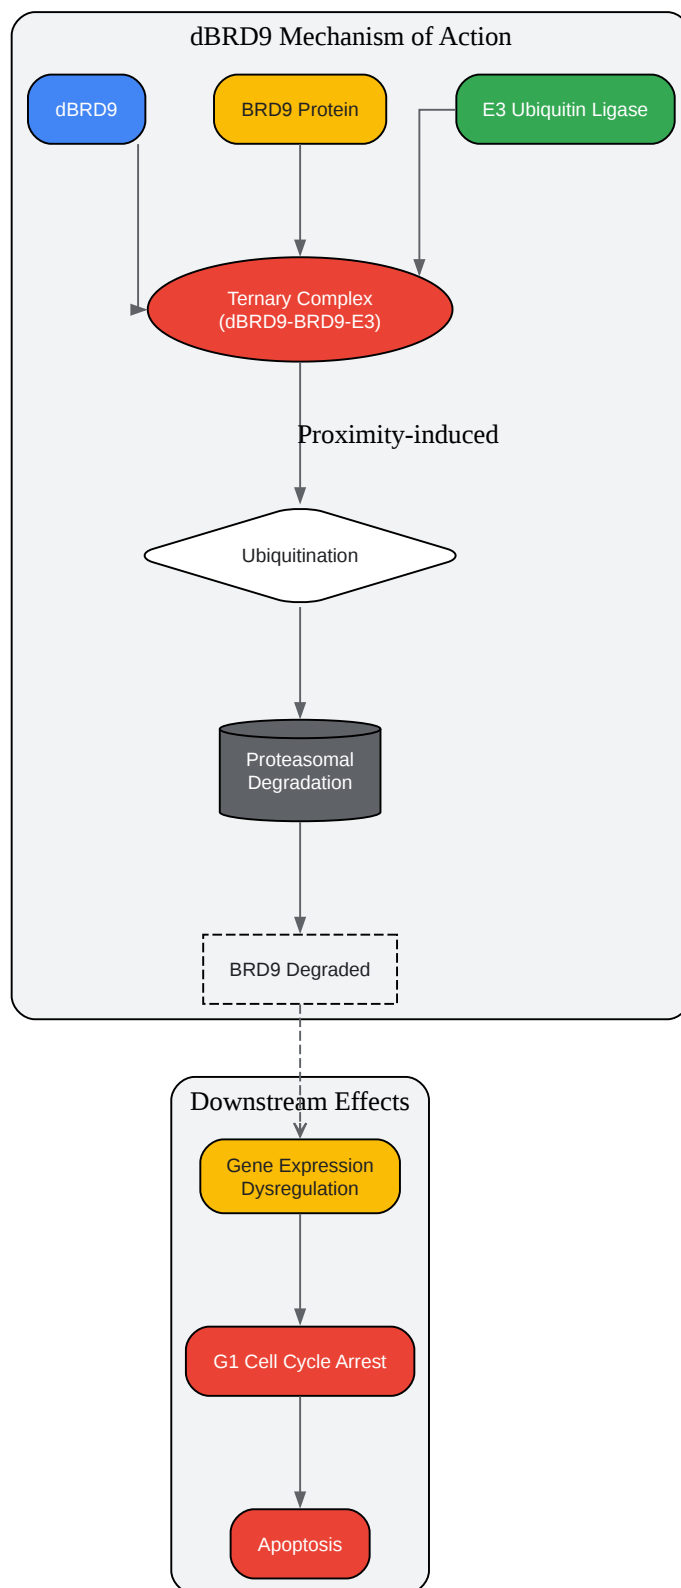 dBRD9 Mechanism of Action
dBRD9
BRD9 Protein
E3 Ubiquitin Ligase
Ternary Complex
(dBRD9-BRD9-E3)
Proximity-induced
Ubiquitination
Proteasomal
Degradation
BRD9 Degraded
Downstream Effects
Gene Expression
Dysregulation
G1 Cell Cycle Arrest
Apoptosis